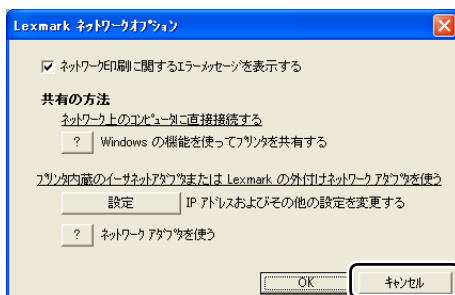 Lexmark ネットワークオプション
ネットワーク印刷に関するエラーメッセージを表示する
共有の方法
ネットワーク上のコンピュータに直接接続する
? Windows の機能を使ってプリンタを共有する
プリンタ内蔵のイーサネットアダプタまたは Lexmark の外付けネットワーク アダプタを使う
設定 IP アドレスおよびその他の設定を変更する
? ネットワーク アダプタを使う
OK キャンセル